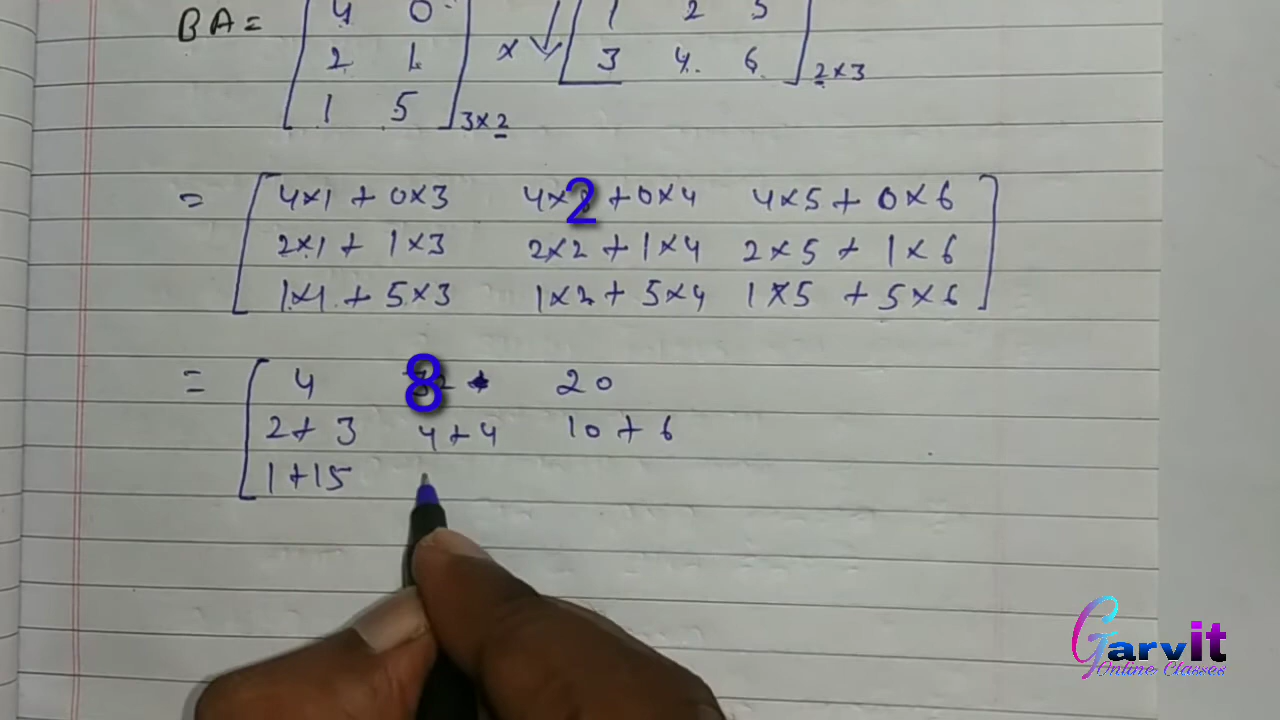 BA = [ 4 0 ] × [ 1 2 5 ]
2 1 3 4 6 2×3
1 5 3×2
= [ 4×1 + 0×3 4×2 + 0×4 4×5 + 0×6 ]
2×1 + 1×3 2×2 + 1×4 2×5 + 1×6
1×1 + 5×3 1×2 + 5×4 1×5 + 5×6
= [ 4 8 20
2+3 4+4 10+6
1+15
Garvit
Online Classes